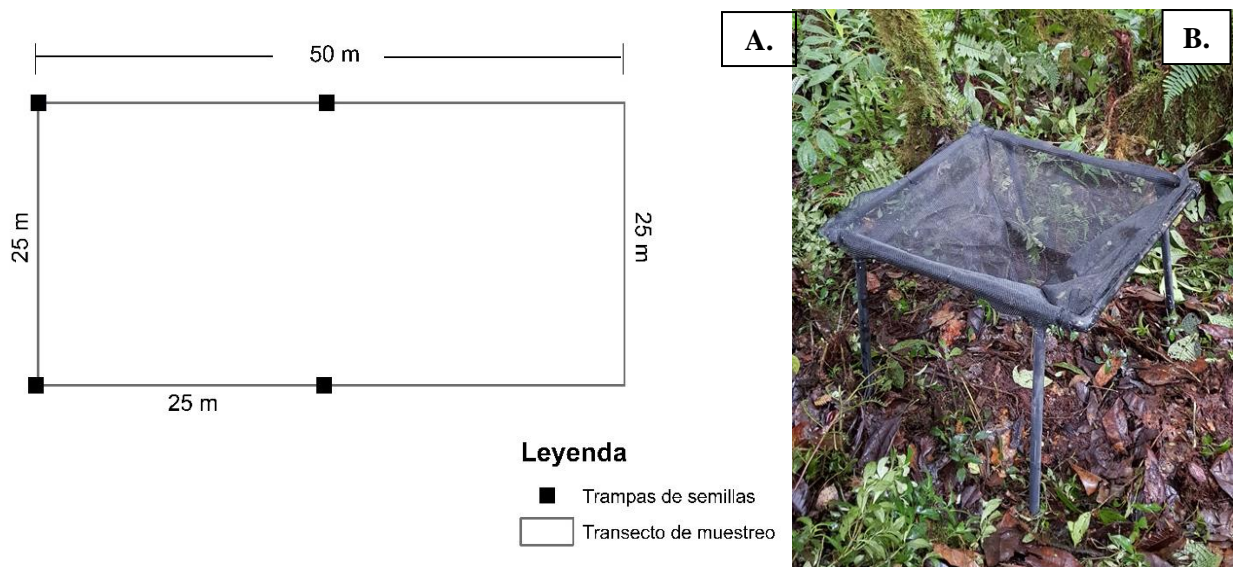 50 m
A.
B.
25 m
25 m
25 m
Leyenda
Trampas de semillas
Transecto de muestreo